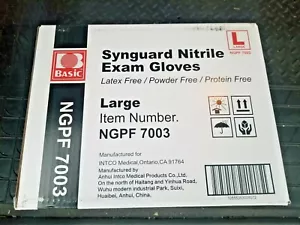 BASIC
Synguard Nitrile
Exam Gloves
Latex Free / Powder Free / Protein Free
L
NGPF 7003
Large
Item Number.
NGPF 7003
Manufactured for
INTCO Medical,Ontario,CA 91764
Manufactured by
Anhui Intco Medical Products Co.,Ltd.
On the north of Haitang and Yinhua Road,
Wuhu modern industrial Park, Suixi,
Huaibei, Anhui, China.
NGPF 7003